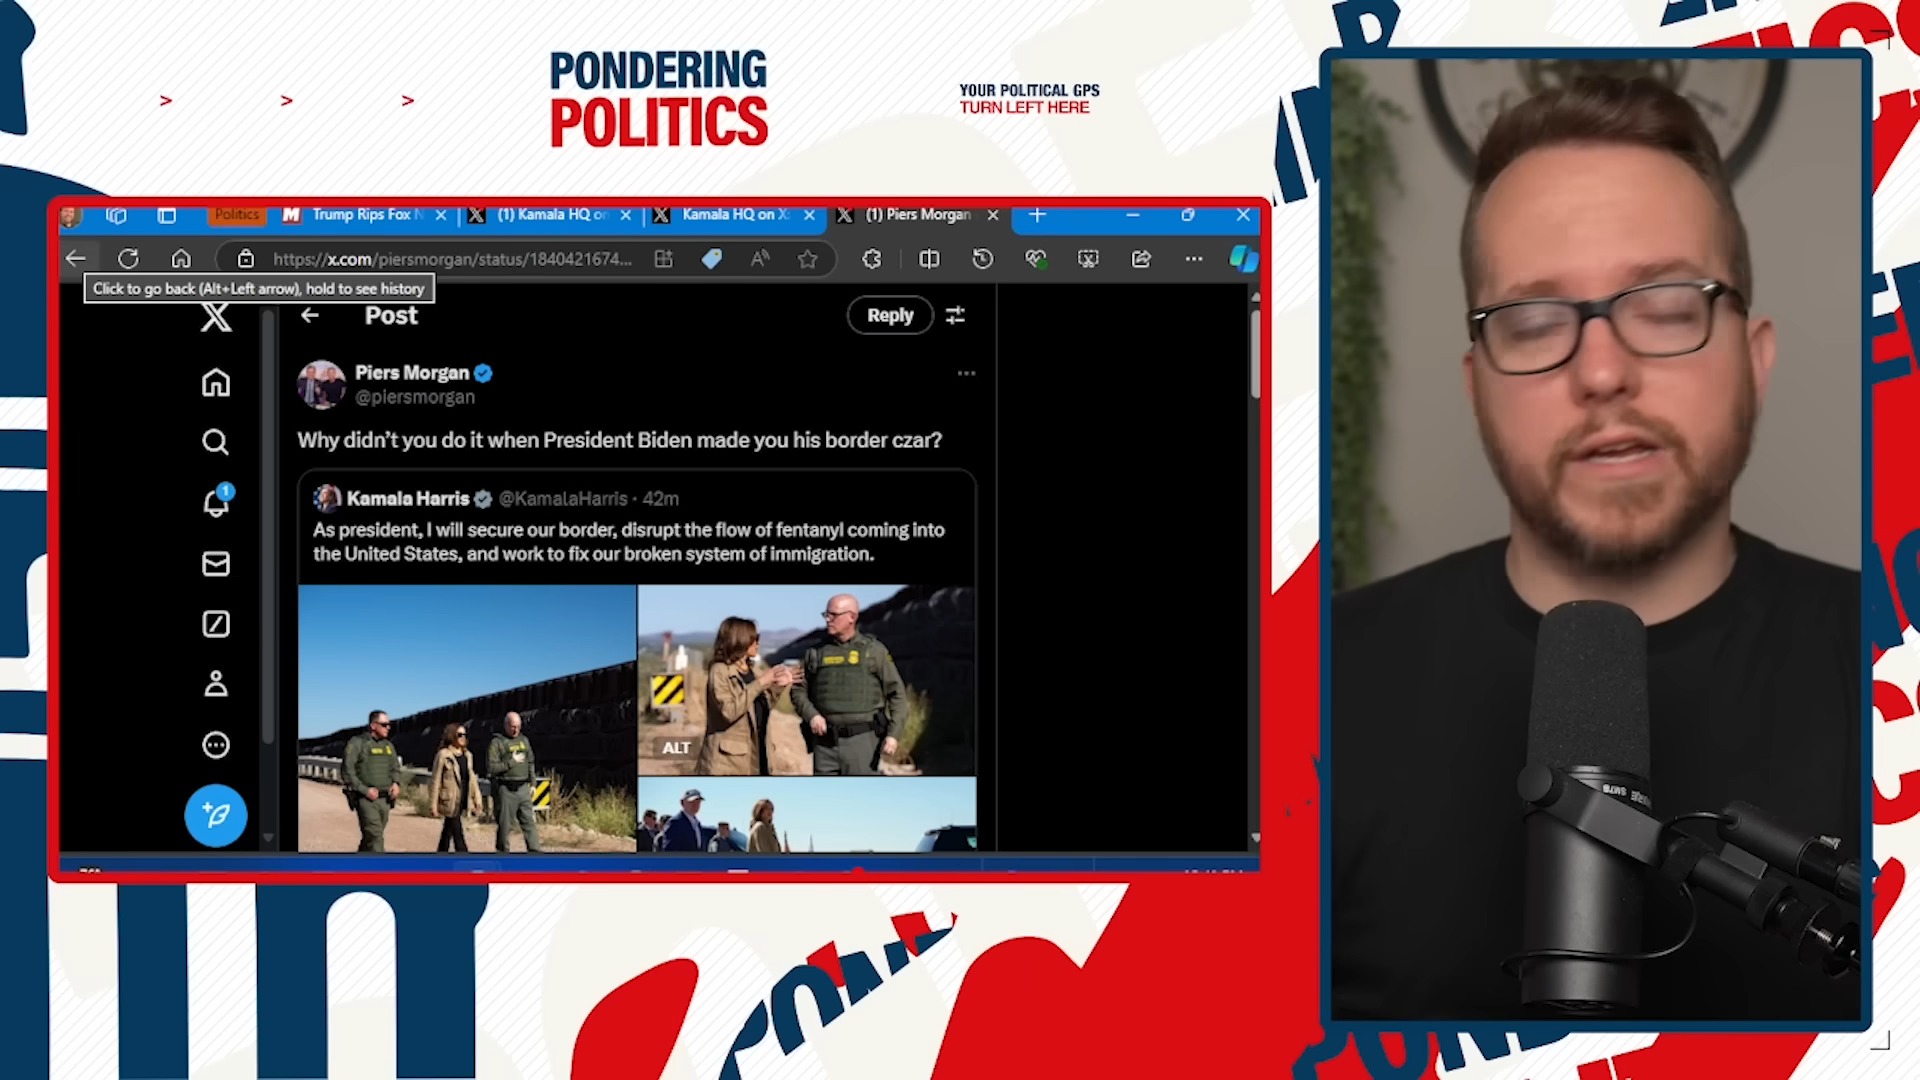 PONDERING
POLITICS
YOUR POLITICAL GPS
TURN LEFT HERE
> > >
Politics
Trump Rips Fox N
(1) Kamala HQ on
Kamala HQ on X:
(1) Piers Morgan
https://x.com/piersmorgan/status/1840421674...
Click to go back (Alt+Left arrow), hold to see history
Post
Reply
Piers Morgan
@piersmorgan
Why didn't you do it when President Biden made you his border czar?
Kamala Harris @KamalaHarris · 42m
As president, I will secure our border, disrupt the flow of fentanyl coming into
the United States, and work to fix our broken system of immigration.
1
ALT
SM7B